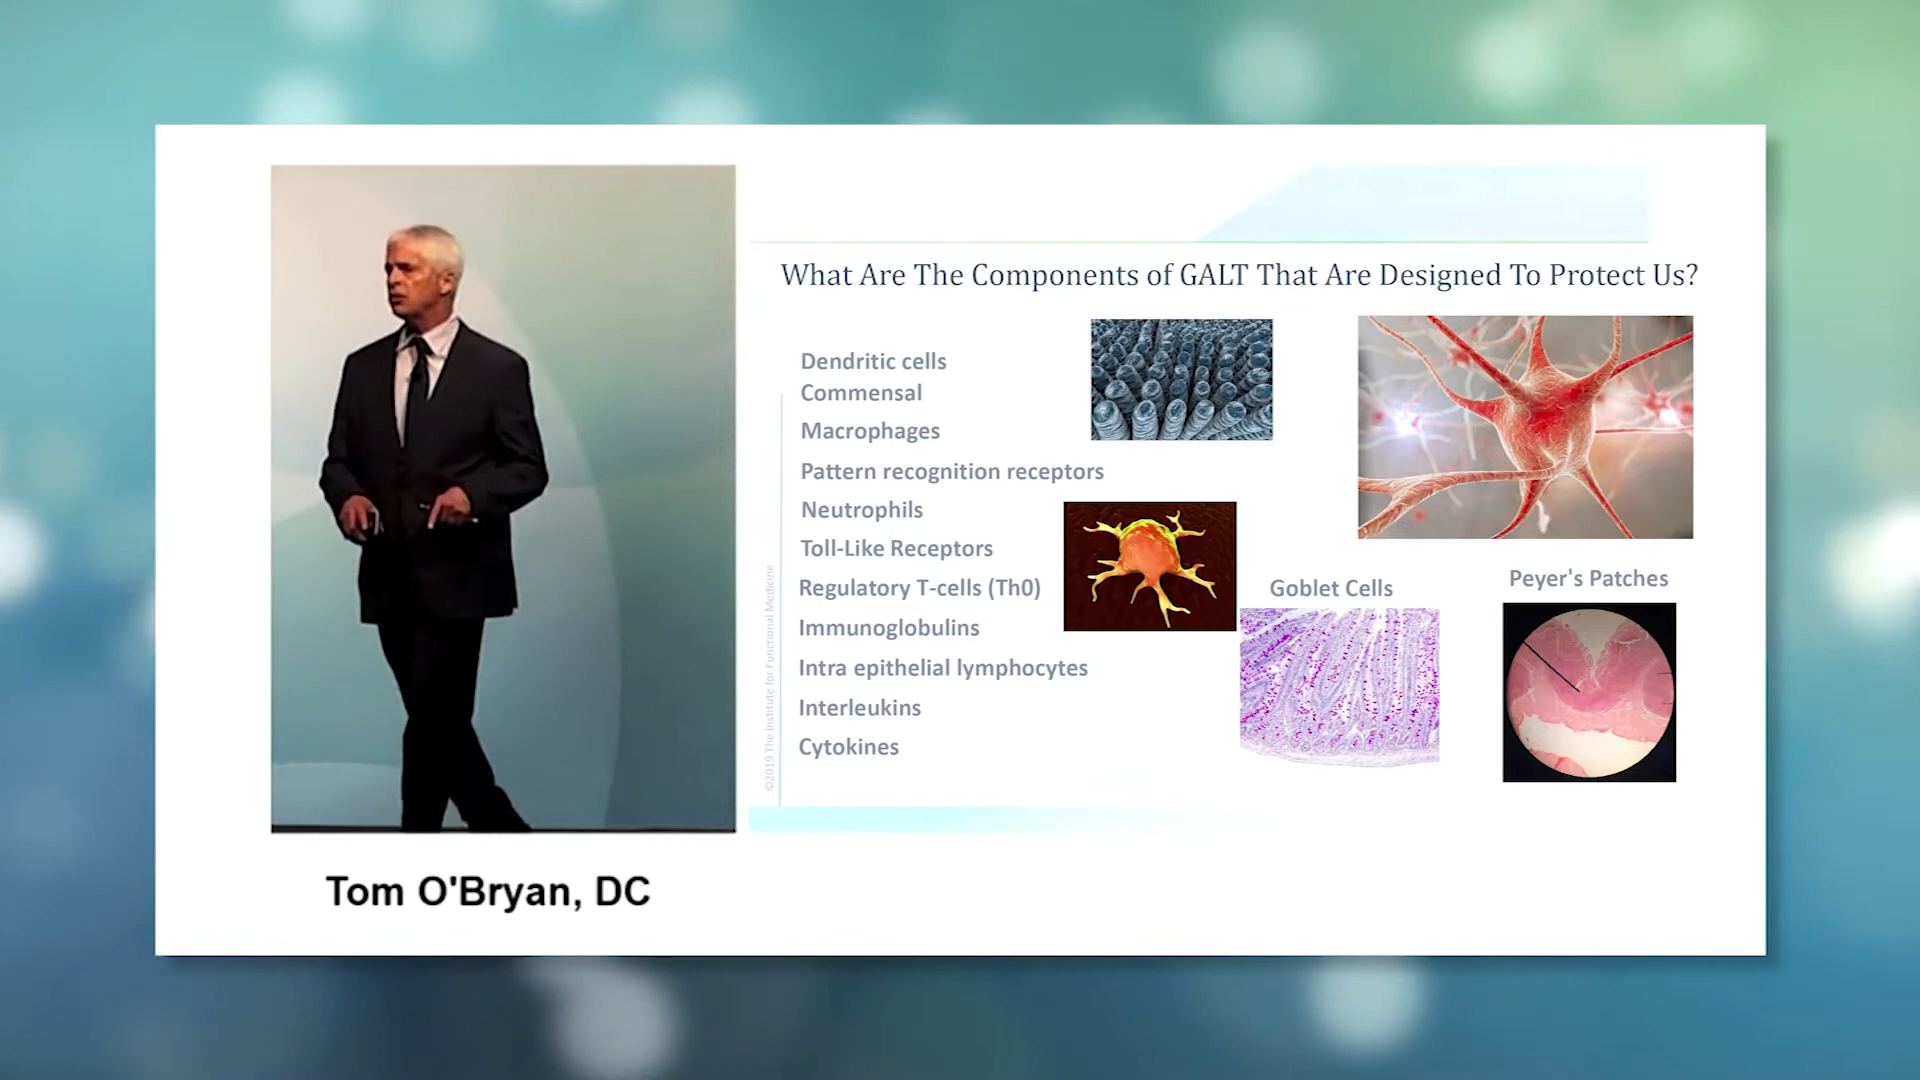 What Are The Components of GALT That Are Designed To Protect Us?
Dendritic cells
Commensal
Macrophages
Pattern recognition receptors
Neutrophils
Toll-Like Receptors
Regulatory T-cells (Th0)
Immunoglobulins
Intra epithelial lymphocytes
Interleukins
Cytokines
Goblet Cells
Peyer's Patches
©2019 The Institute for Functional Medicine
Tom O'Bryan, DC